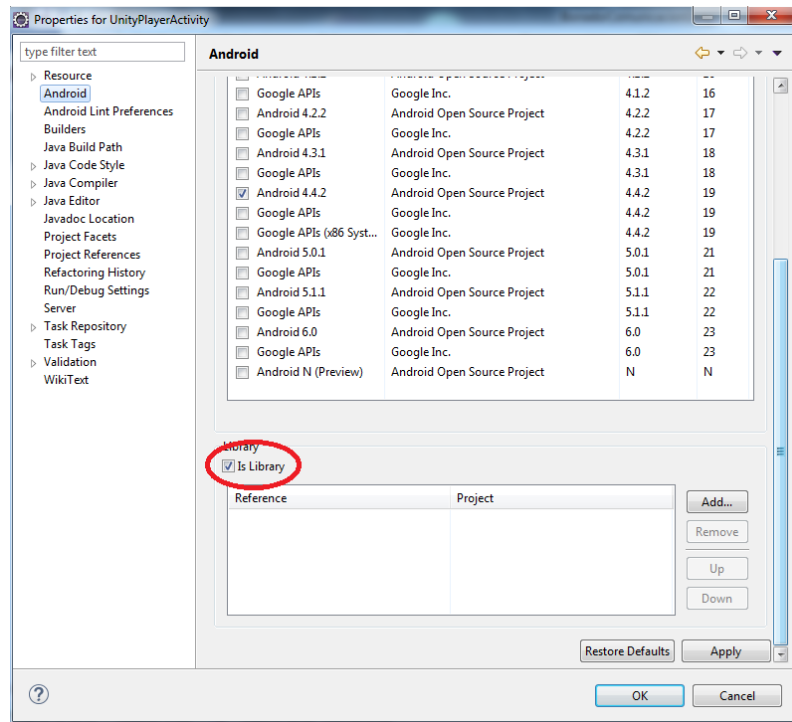 Properties for UnityPlayerActivity
type filter text
Resource
Android
Android Lint Preferences
Builders
Java Build Path
Java Code Style
Java Compiler
Java Editor
Javadoc Location
Project Facets
Project References
Refactoring History
Run/Debug Settings
Server
Task Repository
Task Tags
Validation
WikiText
Android
Google APIs Google Inc. 4.1.2 16
Android 4.2.2 Android Open Source Project 4.2.2 17
Google APIs Google Inc. 4.2.2 17
Android 4.3.1 Android Open Source Project 4.3.1 18
Google APIs Google Inc. 4.3.1 18
Android 4.4.2 Android Open Source Project 4.4.2 19
Google APIs Google Inc. 4.4.2 19
Google APIs (x86 Syst... Google Inc. 4.4.2 19
Android 5.0.1 Android Open Source Project 5.0.1 21
Google APIs Google Inc. 5.0.1 21
Android 5.1.1 Android Open Source Project 5.1.1 22
Google APIs Google Inc. 5.1.1 22
Android 6.0 Android Open Source Project 6.0 23
Google APIs Google Inc. 6.0 23
Android N (Preview) Android Open Source Project N N
Library
Is Library
Reference Project
Add...
Remove
Up
Down
Restore Defaults Apply
OK Cancel